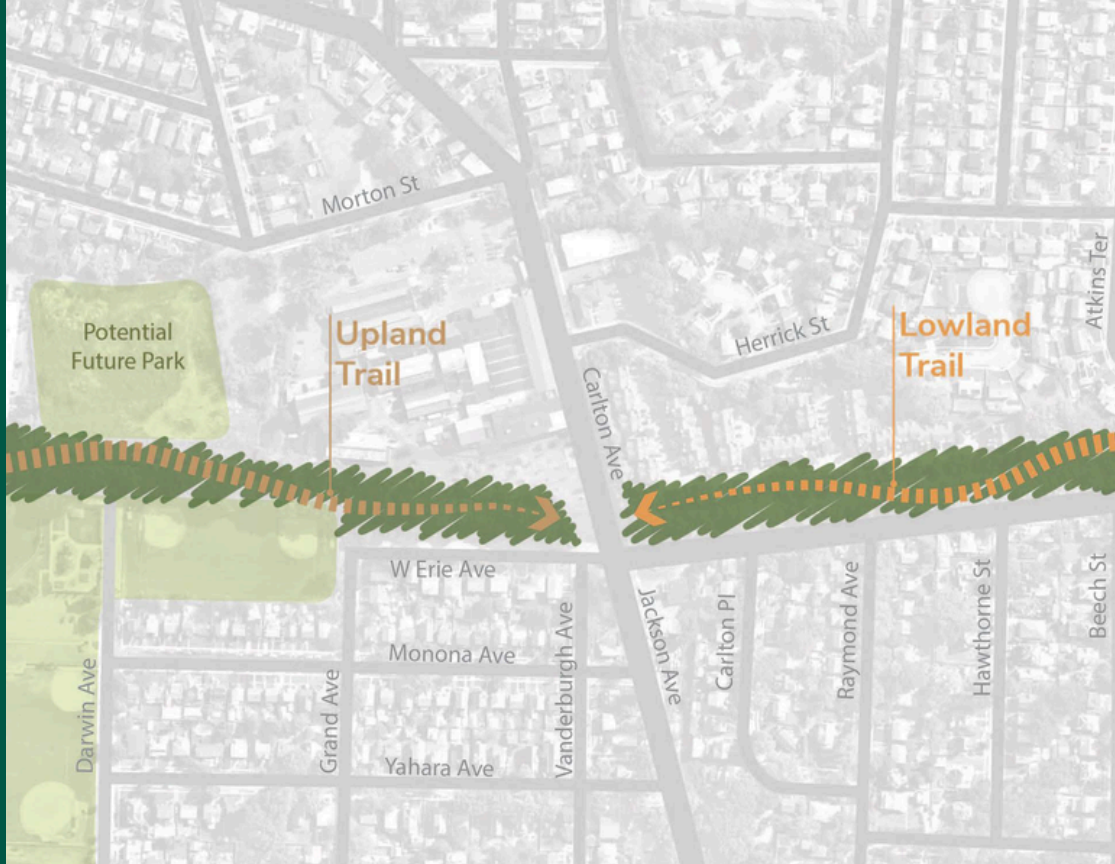 Morton St
Potential
Future Park
Upland
Trail
Herrick St
Lowland
Trail
Atkins Ter
Carlton Ave
W Erie Ave
Monona Ave
Yahara Ave
Darwin Ave
Grand Ave
Vanderburgh Ave
Jackson Ave
Carlton Pl
Raymond Ave
Hawthorne St
Beech St